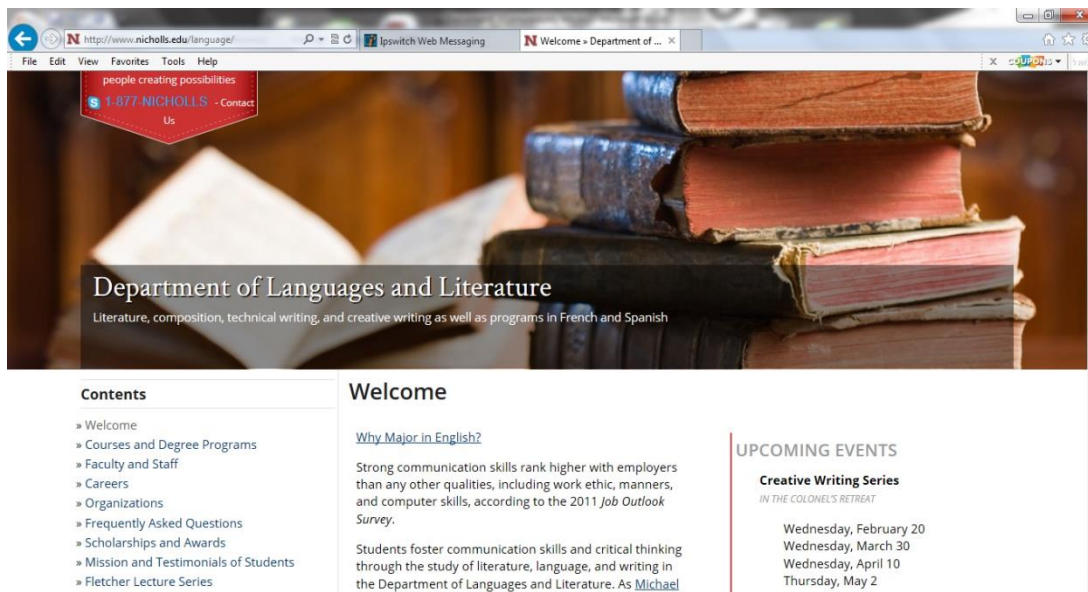 http://www.nicholls.edu/language/
Ipswitch Web Messaging
Welcome » Department of ...
File Edit View Favorites Tools Help
COUPONS
people creating possibilities
1-877-NICHOLLS - Contact
Us
Department of Languages and Literature
Literature, composition, technical writing, and creative writing as well as programs in French and Spanish
Contents
» Welcome
» Courses and Degree Programs
» Faculty and Staff
» Careers
» Organizations
» Frequently Asked Questions
» Scholarships and Awards
» Mission and Testimonials of Students
» Fletcher Lecture Series
Welcome
Why Major in English?
Strong communication skills rank higher with employers
than any other qualities, including work ethic, manners,
and computer skills, according to the 2011 Job Outlook
Survey.
Students foster communication skills and critical thinking
through the study of literature, language, and writing in
the Department of Languages and Literature. As Michael
UPCOMING EVENTS
Creative Writing Series
IN THE COLONEL'S RETREAT
Wednesday, February 20
Wednesday, March 30
Wednesday, April 10
Thursday, May 2